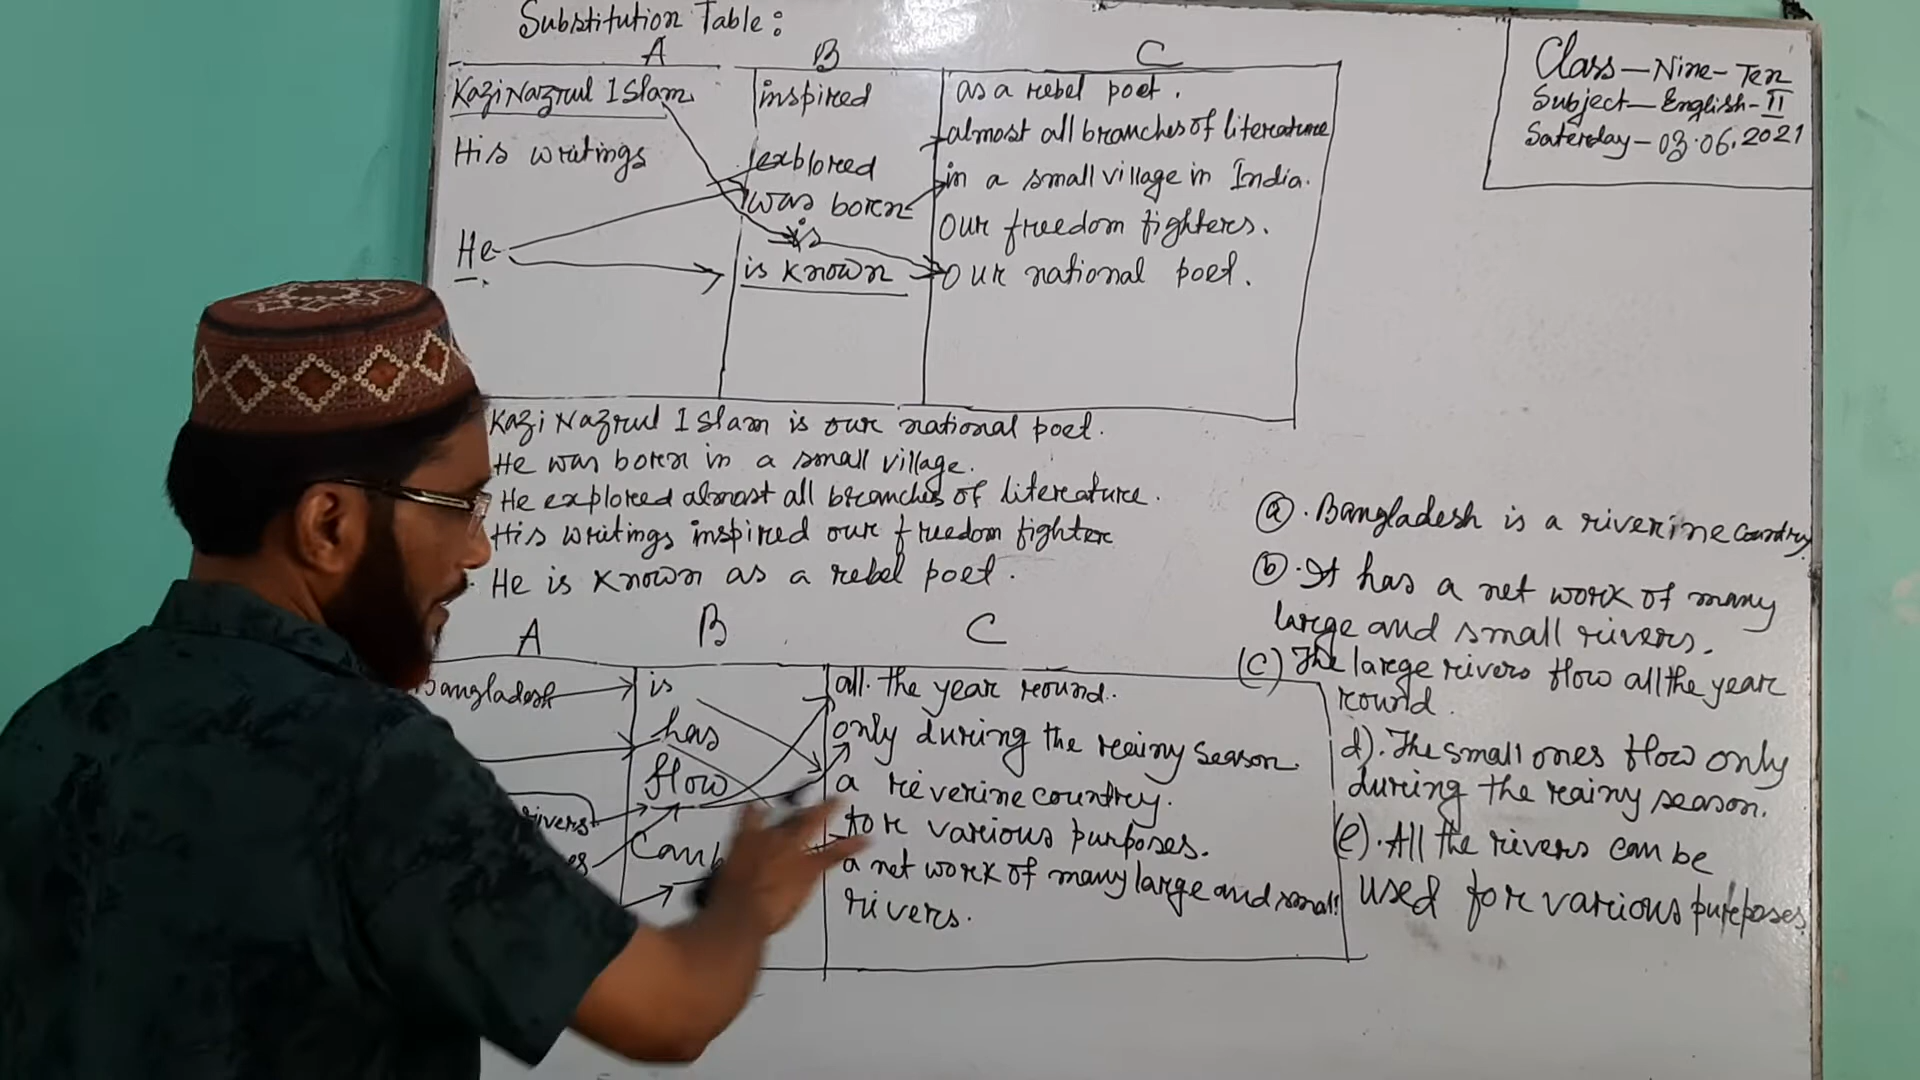 Substitution Table:
A B C
Kazi Nazrul Islam inspired as a rebel poet.
almost all branches of literature
His writings explored in a small village in India.
was born
is our freedom fighters.
He is known our national poet.
Class-Nine-Ten
Subject-English-II
Saterday-03.06.2021
Kazi Nazrul Islam is our national poet.
He was born in a small village.
He explored almost all branches of literature.
His writings inspired our freedom fighter
He is known as a rebel poet.
A B C
Bangladesh is all. the year round.
has only during the rainy season.
flow a reverine country.
rivers for various purposes.
a net work of many large and small
rivers.
(a). Bangladesh is a riverine country.
(b). It has a net work of many
large and small rivers.
(c) The large rivers flow all the year
round.
d). The small ones flow only
during the rainy season.
(e). All the rivers can be
used for various purposes.